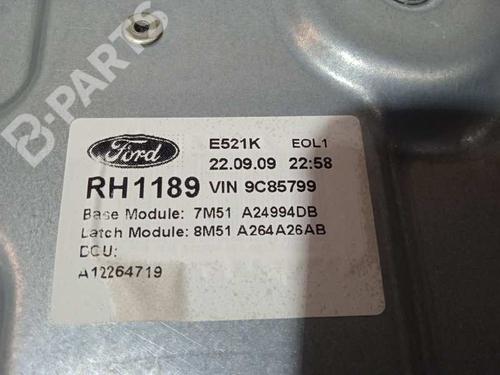 B-PARTS
Ford
E521K EOL1
22.09.09 22:58
RH1189 VIN 9C85799
Base Module: 7M51 A24994DB
Latch Module: 8M51 A264A26AB
DCU:
A12264719